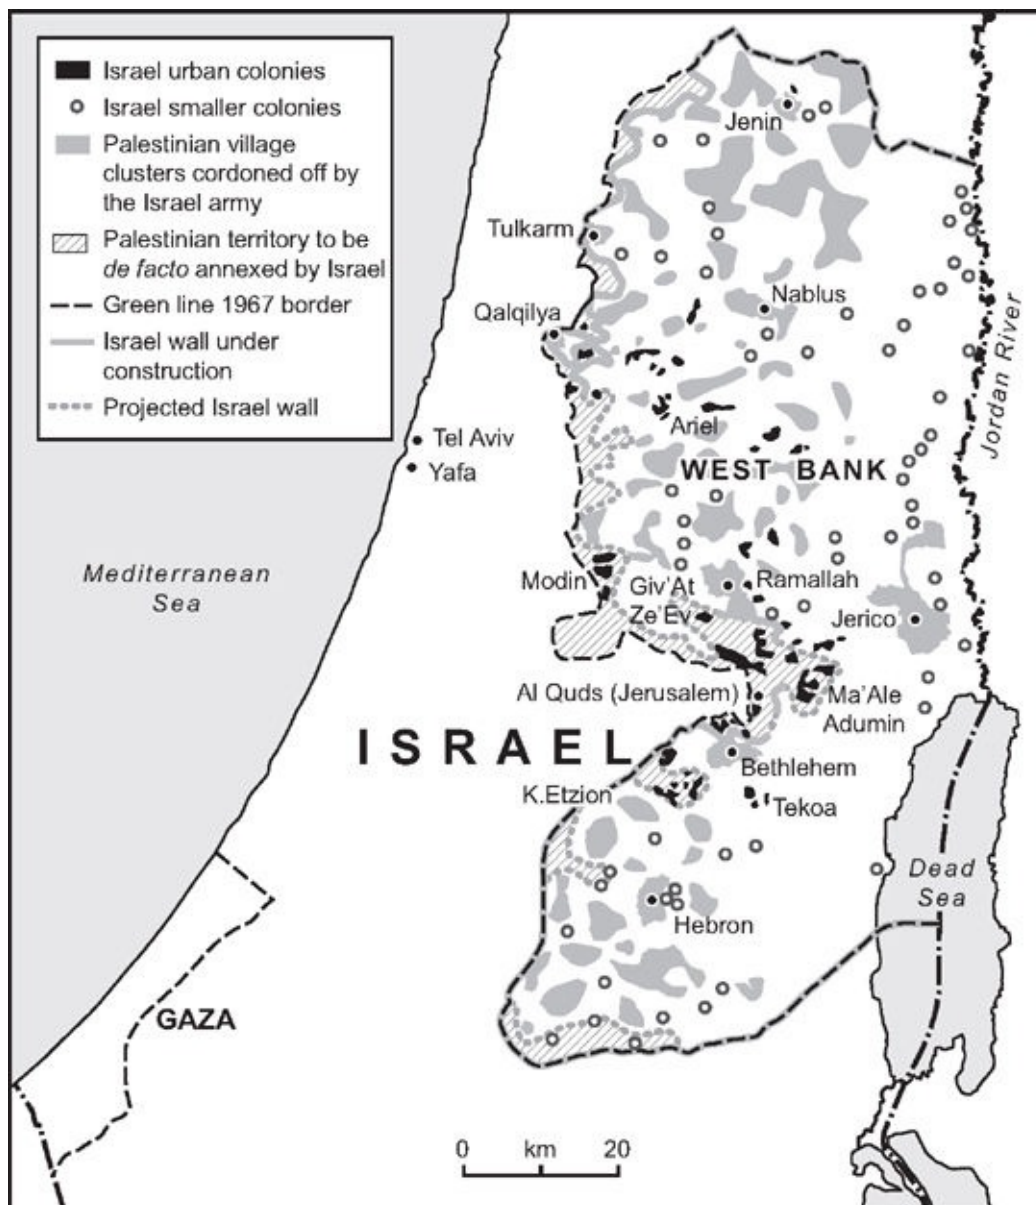 Israel urban colonies
Israel smaller colonies
Palestinian village
clusters cordoned off by
the Israel army
Palestinian territory to be
de facto annexed by Israel
Green line 1967 border
Israel wall under
construction
Projected Israel wall
Jenin
Tulkarm
Nablus
Qalqilya
Jordan River
Ariel
Tel Aviv
Yafa
WEST BANK
Mediterranean
Sea
Modin
Giv'At
Ze'Ev
Ramallah
Jerico
Al Quds (Jerusalem)
Ma'Ale
Adumin
ISRAEL
Bethlehem
K.Etzion
Tekoa
Dead
Sea
Hebron
GAZA
0 km 20